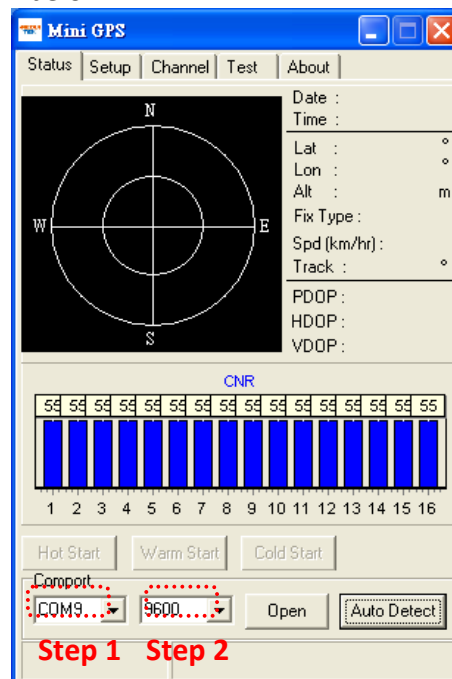 Mini GPS
Status Setup Channel Test About
N
W E
S
Date :
Time :
Lat : °
Lon : °
Alt : m
Fix Type :
Spd (km/hr) :
Track : °
PDOP :
HDOP :
VDOP :
CNR
55 55 55 55 55 55 55 55 55 55 55 55 55 55 55 55
1 2 3 4 5 6 7 8 9 10 11 12 13 14 15 16
Hot Start Warm Start Cold Start
Comport
COM9 9600 Open Auto Detect
Step 1 Step 2